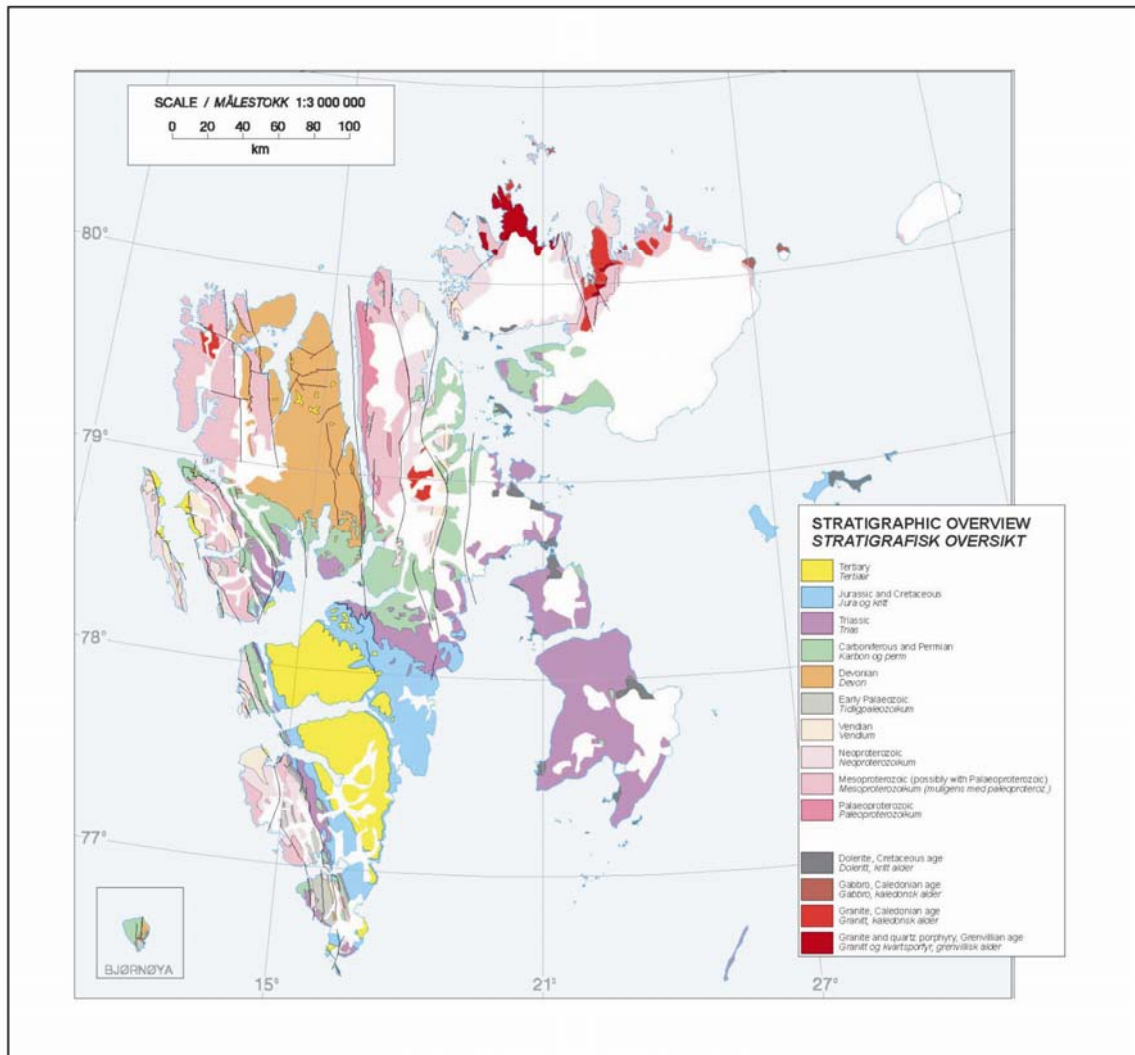 SCALE / MÅLESTOKK 1:3 000 000
0 20 40 60 80 100
km
80°
79°
78°
77°
15°
21°
27°
BJØRNØYA
STRATIGRAPHIC OVERVIEW
STRATIGRAFISK OVERSIKT
Tertiary
Tertiær
Jurassic and Cretaceous
Jura og kritt
Triassic
Trias
Carboniferous and Permian
Karbon og perm
Devonian
Devon
Early Palaeozoic
Tidligpaleozoikum
Vendian
Vendium
Neoproterozoic
Neoproterozoikum
Mesoproterozoic (possibly with Palaeoproterozoic)
Mesoproterozoikum (muligens med paleoproteroz.)
Palaeoproterozoic
Paleoproterozoikum
Dolerite, Cretaceous age
Doleritt, kritt alder
Gabbro, Caledonian age
Gabbro, kaledonsk alder
Granite, Caledonian age
Granitt, kaledonsk alder
Granite and quartz porphyry, Grenvillian age
Granitt og kvartsporfyr, grenvillisk alder